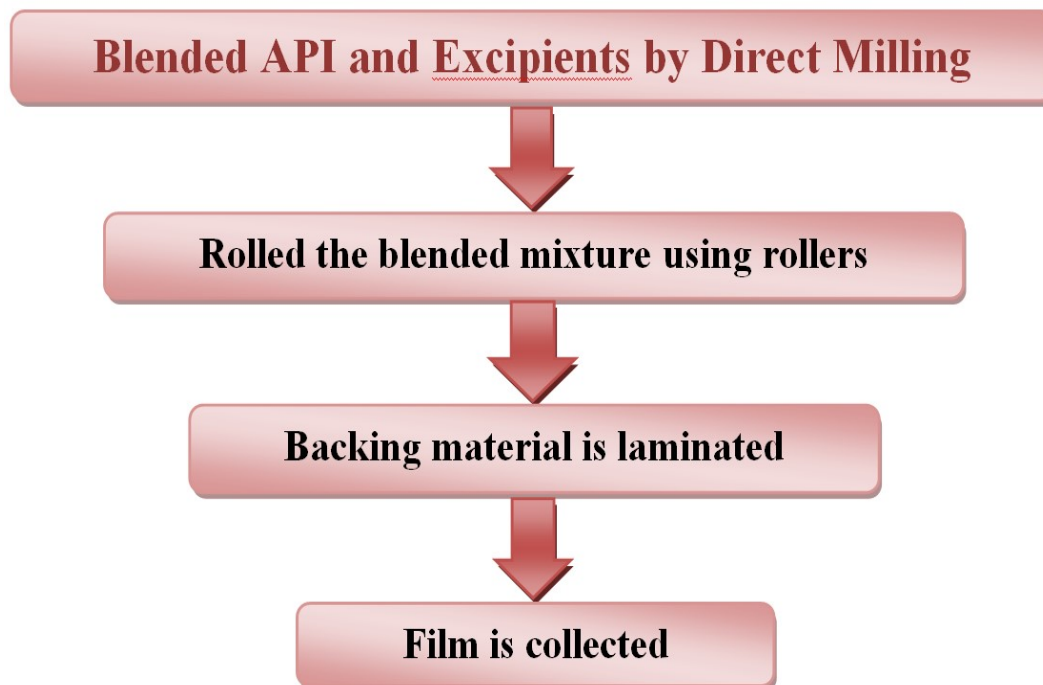 Blended API and Excipients by Direct Milling
Rolled the blended mixture using rollers
Backing material is laminated
Film is collected